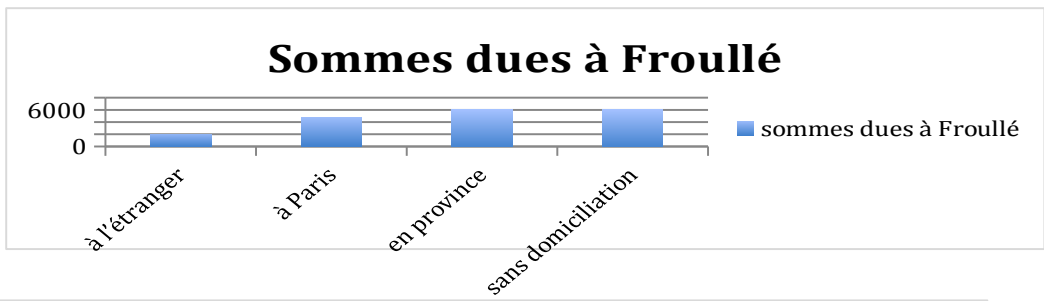 Sommes dues à Froullé
6000
0
sommes dues à Froullé
à l'étranger
à Paris
en province
sans domiciliation